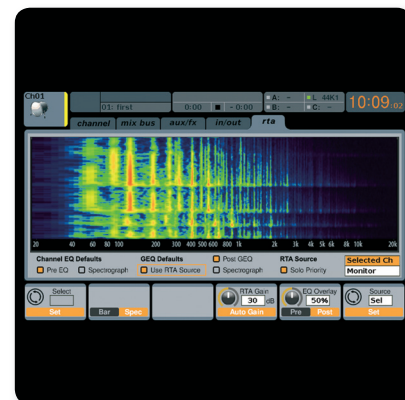 Ch01
01: first
0:00 - 0:00
A: -
B: -
L 44K1
C: -
10:09:02
channel mix bus aux/fx in/out rta
20 40 60 80 100 200 300 400 500 600 800 1k 2k 3k 4k 5k 6k 8k 10k 20k
Channel EQ Defaults GEQ Defaults Post GEQ RTA Source Selected Ch
Pre EQ Spectrograph Use RTA Source Spectrograph Solo Priority Monitor
Select RTA Gain EQ Overlay Source
30 dB 50% Sel
Set Bar Spec Auto Gain Pre Post Set